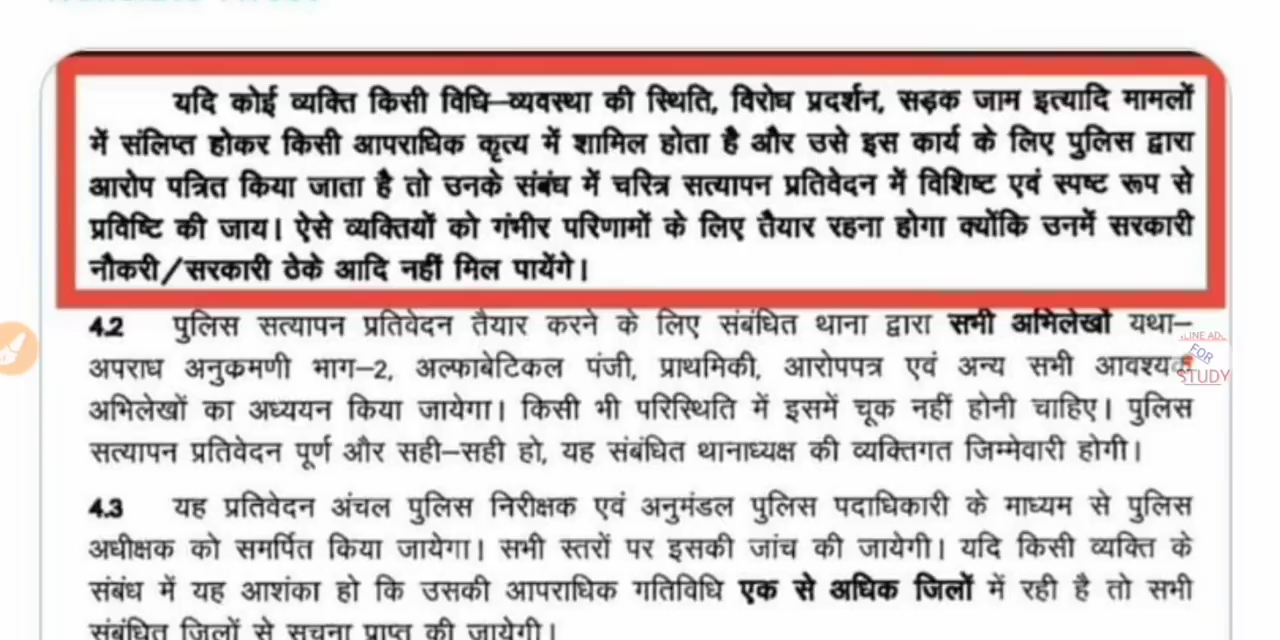 यदि कोई व्यक्ति किसी विधि–व्यवस्था की स्थिति, विरोध प्रदर्शन, सड़क जाम इत्यादि मामलों
में संलिप्त होकर किसी आपराधिक कृत्य में शामिल होता है और उसे इस कार्य के लिए पुलिस द्वारा
आरोप पत्रित किया जाता है तो उनके संबंध में चरित्र सत्यापन प्रतिवेदन में विशिष्ट एवं स्पष्ट रूप से
प्रविष्टि की जाय। ऐसे व्यक्तियों को गंभीर परिणामों के लिए तैयार रहना होगा क्योंकि उनमें सरकारी
नौकरी/सरकारी ठेके आदि नहीं मिल पायेंगे।
4.2 पुलिस सत्यापन प्रतिवेदन तैयार करने के लिए संबंधित थाना द्वारा सभी अभिलेखों यथा–
अपराध अनुक्रमणी भाग–2, अल्फाबेटिकल पंजी, प्राथमिकी, आरोपपत्र एवं अन्य सभी आवश्यक
अभिलेखों का अध्ययन किया जायेगा। किसी भी परिस्थिति में इसमें चूक नहीं होनी चाहिए। पुलिस
सत्यापन प्रतिवेदन पूर्ण और सही–सही हो, यह संबंधित थानाध्यक्ष की व्यक्तिगत जिम्मेवारी होगी।
FOR
STUDY
4.3 यह प्रतिवेदन अंचल पुलिस निरीक्षक एवं अनुमंडल पुलिस पदाधिकारी के माध्यम से पुलिस
अधीक्षक को समर्पित किया जायेगा। सभी स्तरों पर इसकी जांच की जायेगी। यदि किसी व्यक्ति के
संबंध में यह आशंका हो कि उसकी आपराधिक गतिविधि एक से अधिक जिलों में रही है तो सभी
संबंधित जिलों से सूचना प्राप्त की जायेगी।